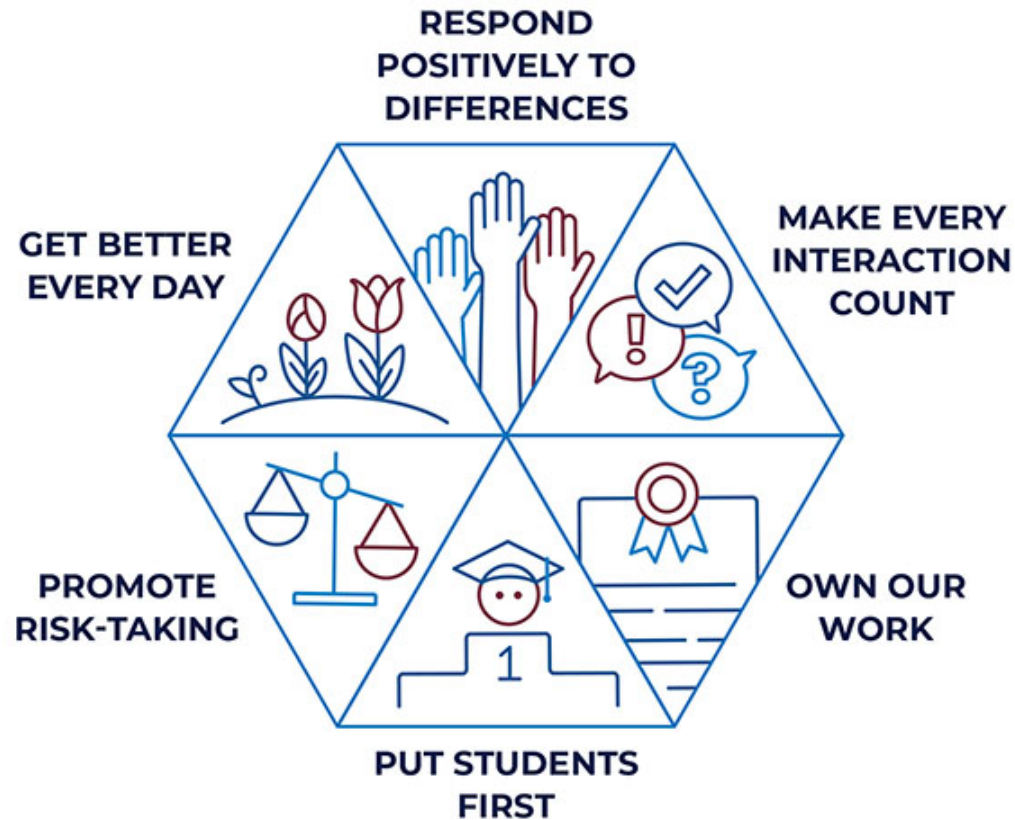 RESPOND
POSITIVELY TO
DIFFERENCES
GET BETTER
EVERY DAY
MAKE EVERY
INTERACTION
COUNT
!
?
PROMOTE
RISK-TAKING
1
OWN OUR
WORK
PUT STUDENTS
FIRST